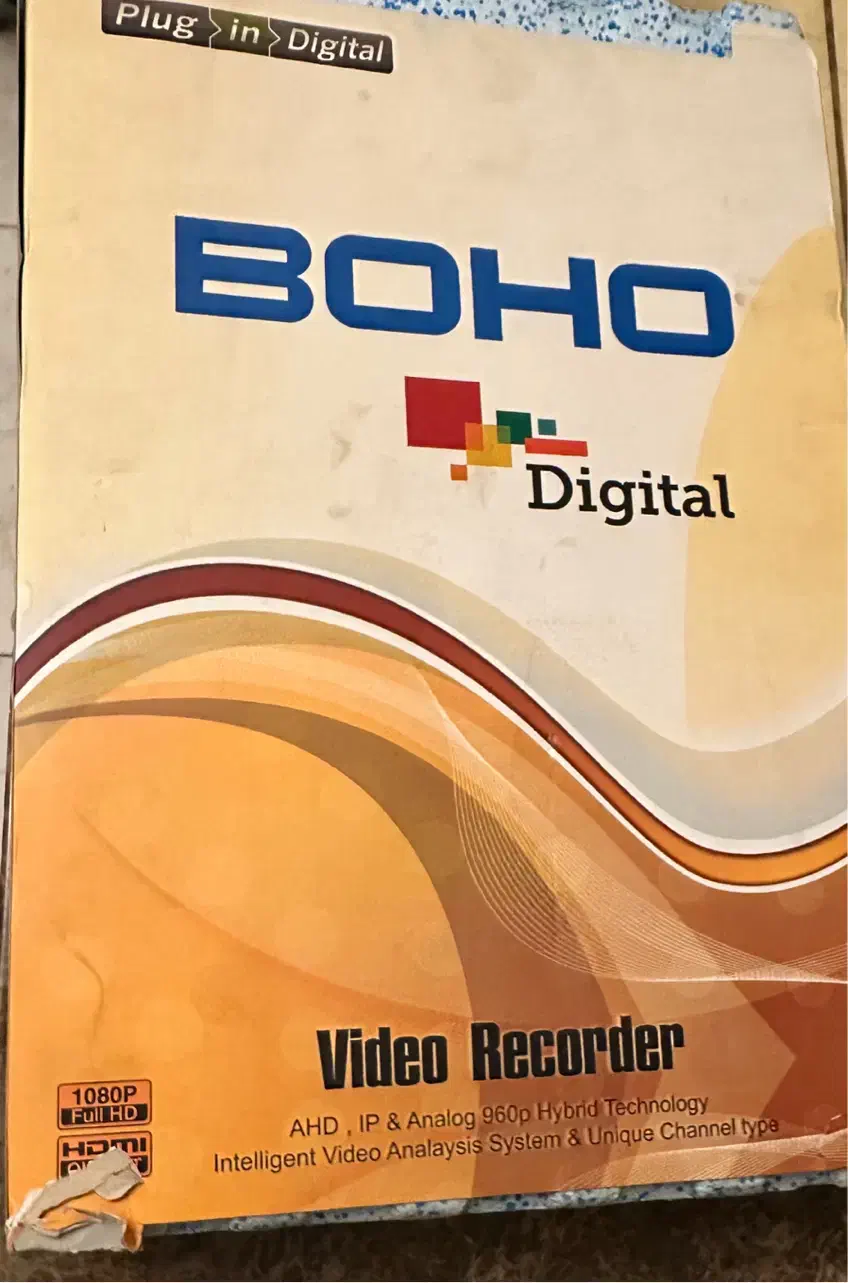 Plug in Digital
BOHO
Digital
Video Recorder
AHD , IP & Analog 960p Hybrid Technology
Intelligent Video Analaysis System & Unique Channel type
1080P
Full HD
HDMI